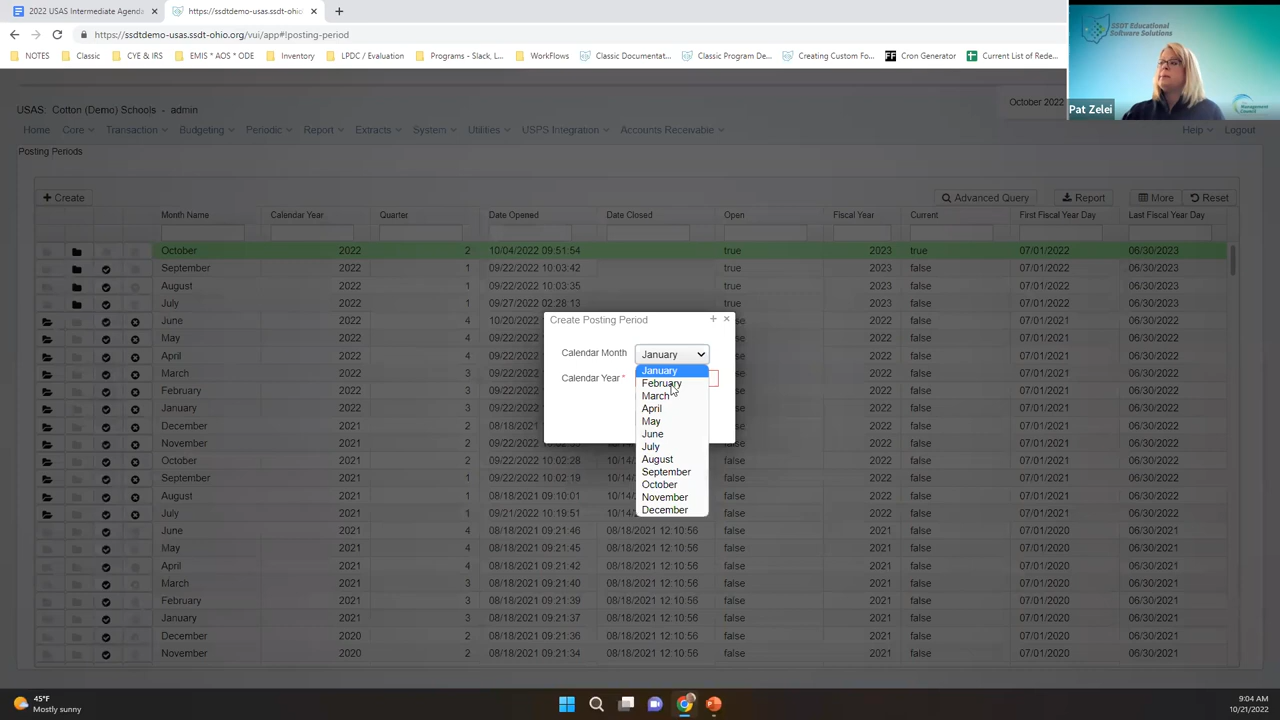 2022 USAS Intermediate Agenda
https://ssdtdemo-usas.ssdt-ohio
https://ssdtdemo-usas.ssdt-ohio.org/vui/app#!posting-period
NOTES Classic CYE & IRS EMIS * AOS * ODE Inventory LPDC / Evaluation Programs - Slack, L... WorkFlows Classic Documentat... Classic Program De... Creating Custom Fo... Cron Generator Current List of Rede...
SSDT Educational
Software Solutions
Pat Zelei
USAS: Cotton (Demo) Schools - admin
October 2022
Home Core Transaction Budgeting Periodic Report Extracts System Utilities USPS Integration Accounts Receivable Help Logout
Posting Periods
Create Advanced Query Report More Reset
Month Name Calendar Year Quarter Date Opened Date Closed Open Fiscal Year Current First Fiscal Year Day Last Fiscal Year Day
October 2022 2 10/04/2022 09:51:54 true 2023 true 07/01/2022 06/30/2023
September 2022 1 09/22/2022 10:03:42 true 2023 false 07/01/2022 06/30/2023
August 2022 1 09/22/2022 10:03:35 true 2023 false 07/01/2022 06/30/2023
July 2022 1 09/27/2022 02:28:13 true 2023 false 07/01/2022 06/30/2023
June 2022 4 10/20/2022 2022 false 07/01/2021 06/30/2022
May 2022 4 09/22/2022 2022 false 07/01/2021 06/30/2022
April 2022 4 09/22/2022 2022 false 07/01/2021 06/30/2022
March 2022 3 09/22/2022 2022 false 07/01/2021 06/30/2022
February 2022 3 09/22/2022 2022 false 07/01/2021 06/30/2022
January 2022 3 09/22/2022 2022 false 07/01/2021 06/30/2022
December 2021 2 08/18/2022 2022 false 07/01/2021 06/30/2022
November 2021 2 09/22/2022 2022 false 07/01/2021 06/30/2022
October 2021 2 09/22/2022 10:02:28 10/14/ false 2022 false 07/01/2021 06/30/2022
September 2021 1 09/22/2022 10:02:19 10/14/ false 2022 false 07/01/2021 06/30/2022
August 2021 1 08/18/2021 09:10:01 false 2022 false 07/01/2021 06/30/2022
July 2021 1 09/21/2022 10:19:51 10/14/ false 2022 false 07/01/2021 06/30/2022
June 2021 4 08/18/2021 09:21:46 08/18/2021 12:10:56 false 2021 false 07/01/2020 06/30/2021
May 2021 4 08/18/2021 09:21:45 08/18/2021 12:10:56 false 2021 false 07/01/2020 06/30/2021
April 2021 4 08/18/2021 09:21:42 08/18/2021 12:10:56 false 2021 false 07/01/2020 06/30/2021
March 2021 3 08/18/2021 09:21:40 08/18/2021 12:10:56 false 2021 false 07/01/2020 06/30/2021
February 2021 3 08/18/2021 09:21:39 08/18/2021 12:10:56 false 2021 false 07/01/2020 06/30/2021
January 2021 3 08/18/2021 09:21:37 08/18/2021 12:10:56 false 2021 false 07/01/2020 06/30/2021
December 2020 2 08/18/2021 09:21:36 08/18/2021 12:10:56 false 2021 false 07/01/2020 06/30/2021
November 2020 2 08/18/2021 09:21:34 08/18/2021 12:10:56 false 2021 false 07/01/2020 06/30/2021
Create Posting Period
Calendar Month January
Calendar Year *
January
February
March
April
May
June
July
August
September
October
November
December
45°F
Mostly sunny
9:04 AM
10/21/2022